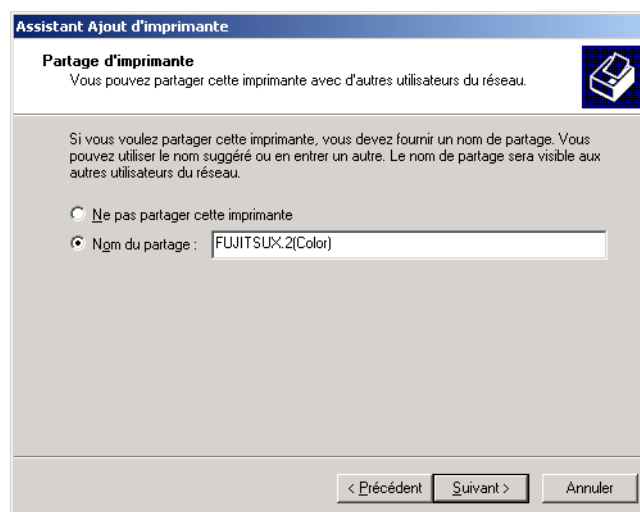 Assistant Ajout d'imprimante
Partage d'imprimante
Vous pouvez partager cette imprimante avec d'autres utilisateurs du réseau.
Si vous voulez partager cette imprimante, vous devez fournir un nom de partage. Vous
pouvez utiliser le nom suggéré ou en entrer un autre. Le nom de partage sera visible aux
autres utilisateurs du réseau.
Ne pas partager cette imprimante
Nom du partage : FUJITSUX.2(Color)
< Précédent Suivant > Annuler